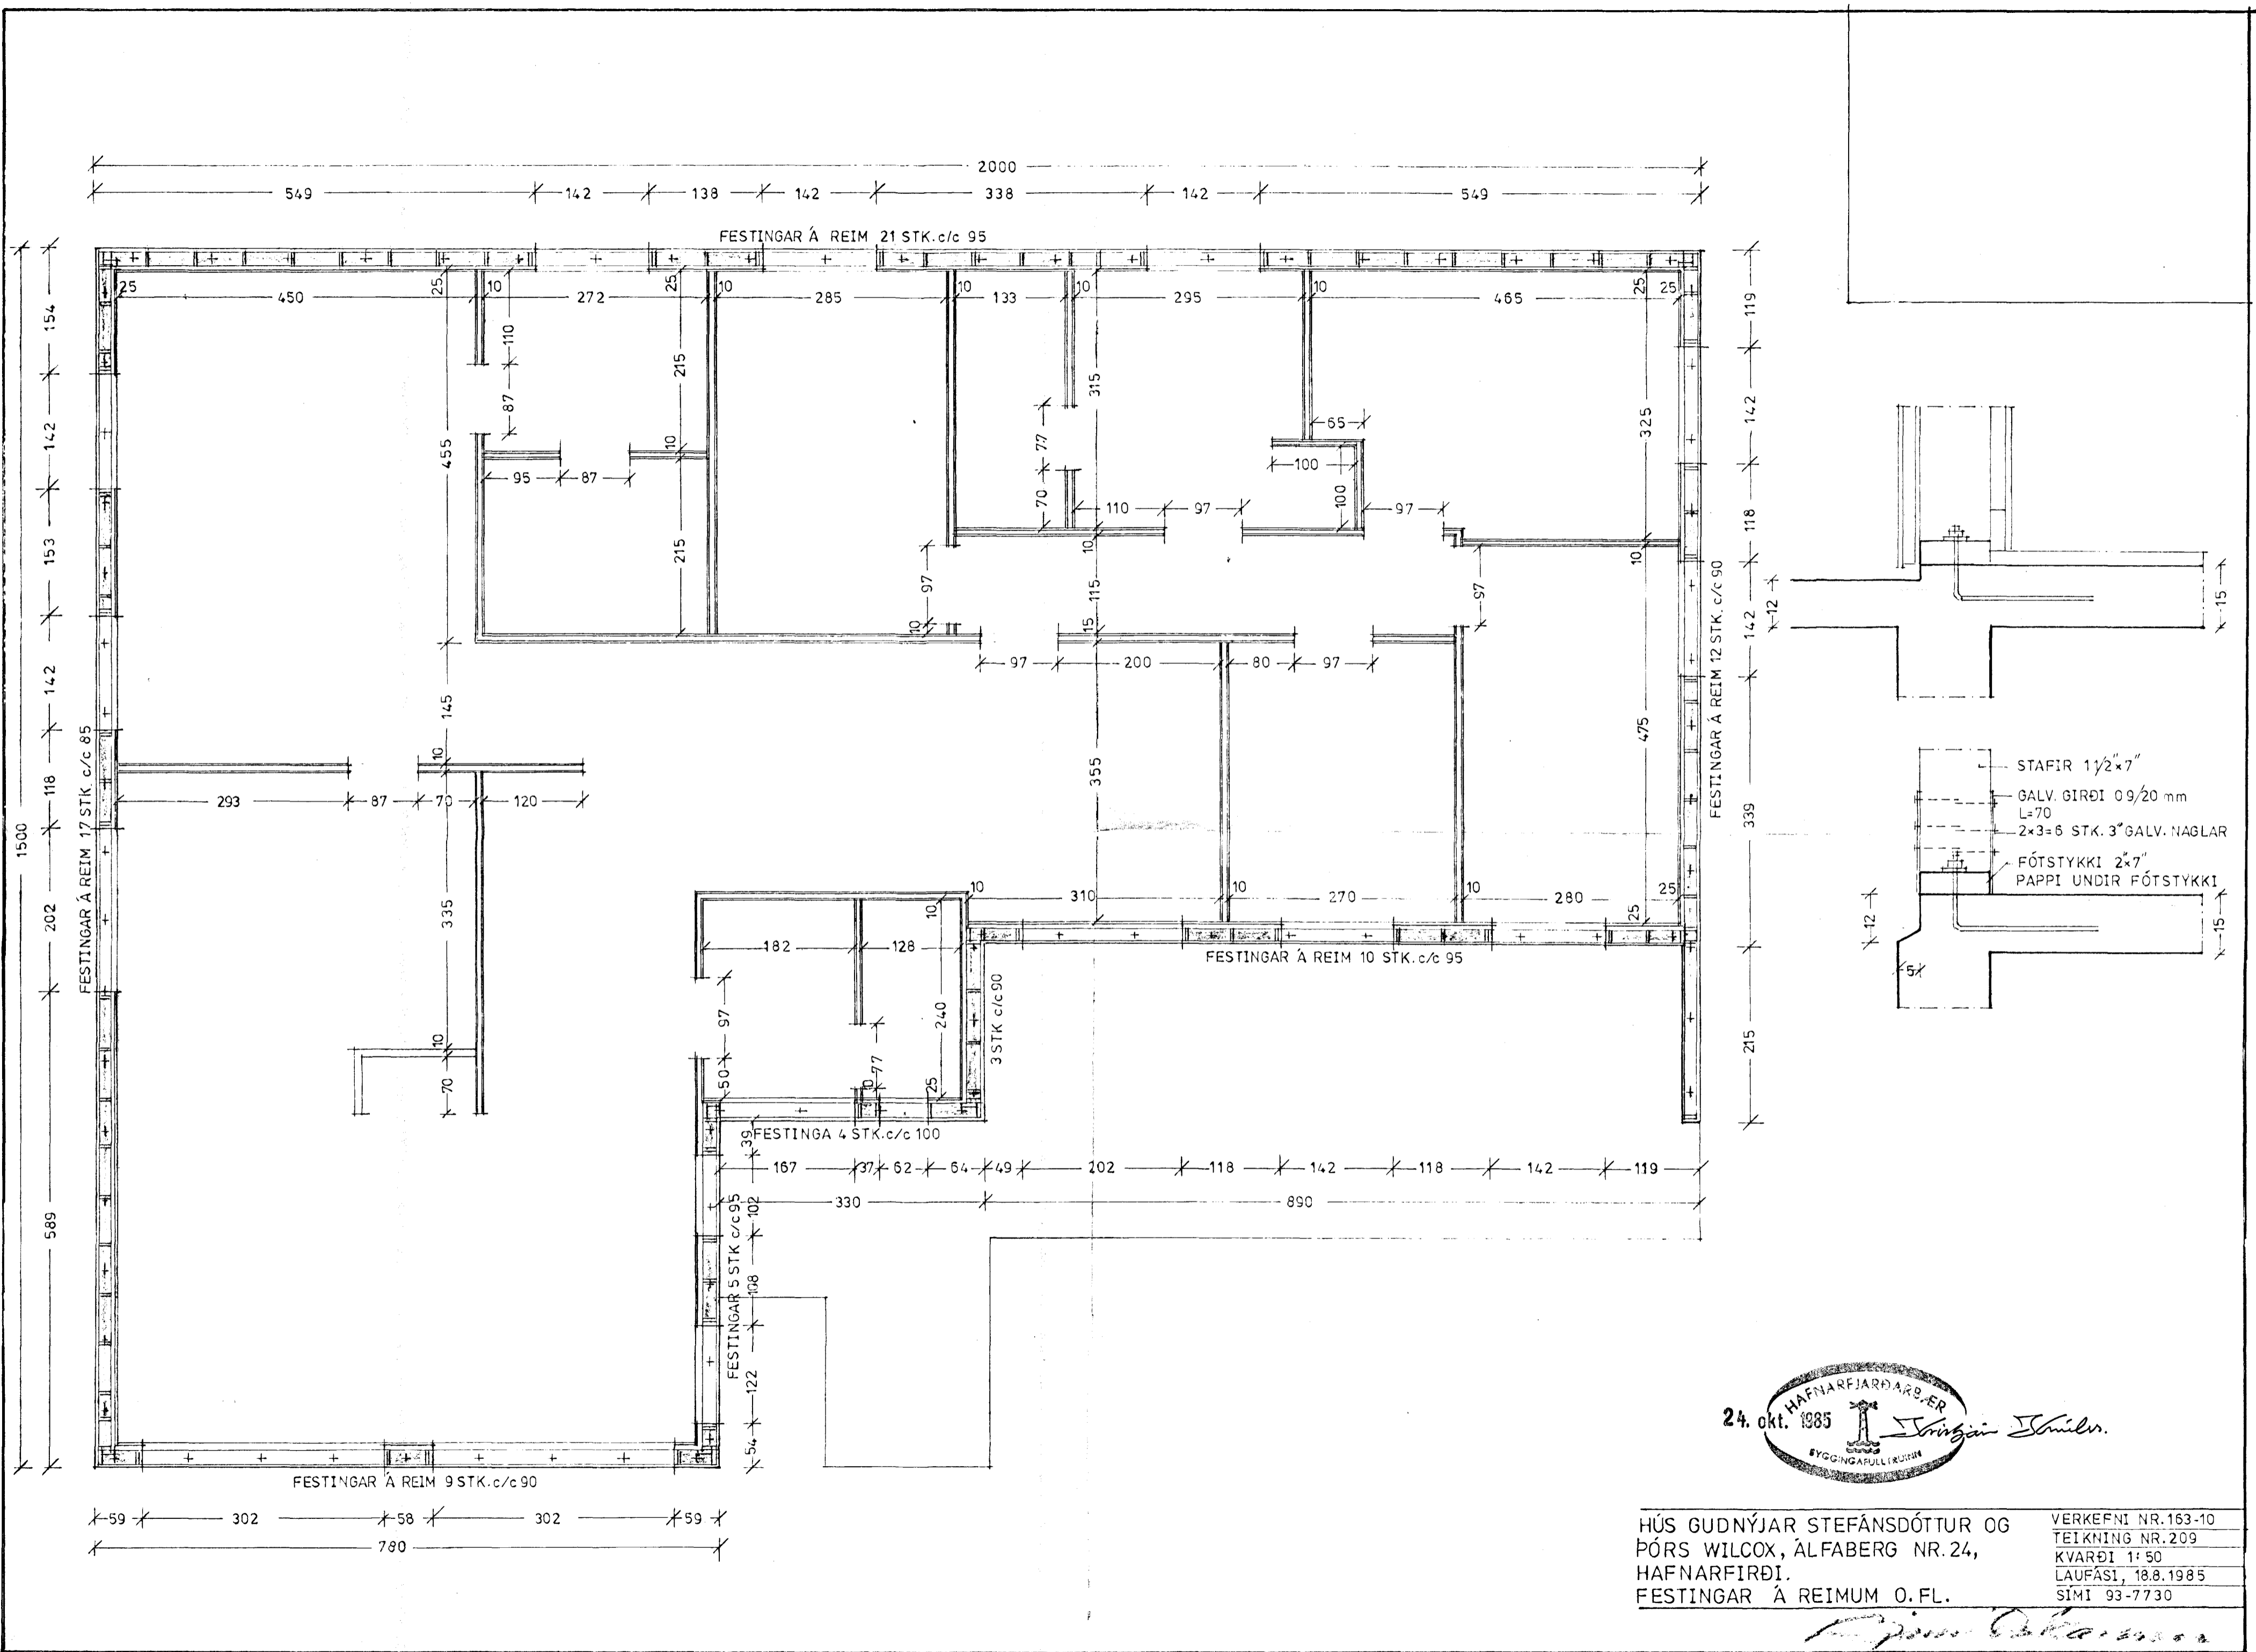 2000
549 142 138 142 338 142 549
FESTINGAR Á REIM 21 STK. c/c 95
25 450 25 10 272 25 10 285 10 133 10 295 10 465 25 25
154 142 153 142 118 202 589
1500
FESTINGAR Á REIM 17 STK. c/c 85
110 87 215 10 215
95 87
455 145 10 335 10 70
293 87 70 120
315 10 115 15 355
77 70
110 97
65
100
100
97
97 10
97
325 10 475 25
97 200 80 97
10 310 10 270 10 280 25
119 142 118 142 339 215
FESTINGAR Á REIM 12 STK. c/c 90
FESTINGAR Á REIM 10 STK. c/c 95
182 128
10 240 25
97 50
77 10
3 STK c/c 90
FESTINGA 4 STK. c/c 100
167 37 62 64 49 202 118 142 118 142 119
330 890
39 102 108 122 54
FESTINGAR 5 STK c/c 95
FESTINGAR Á REIM 9 STK. c/c 90
59 302 58 302 59
780
12 15
STAFIR 1 1/2"x7"
GALV. GIRÐI 0 9/20 mm
L=70
2x3=6 STK. 3" GALV. NAGLAR
FÓTSTYKKI 2"x7"
PAPPI UNDIR FÓTSTYKKI
12 15
5
HAFNARFJARÐARBÆR
24. okt. 1985
BYGGINGAFULLTRÚINN
HÚS GUDNÝJAR STEFÁNSDÓTTUR OG
ÞÓRS WILCOX, ÁLFABERG NR. 24,
HAFNARFIRÐI.
FESTINGAR Á REIMUM O. FL.
VERKEFNI NR. 163-10
TEIKNING NR. 209
KVARÐI 1:50
LAUFÁSI, 18.8.1985
SÍMI 93-7730